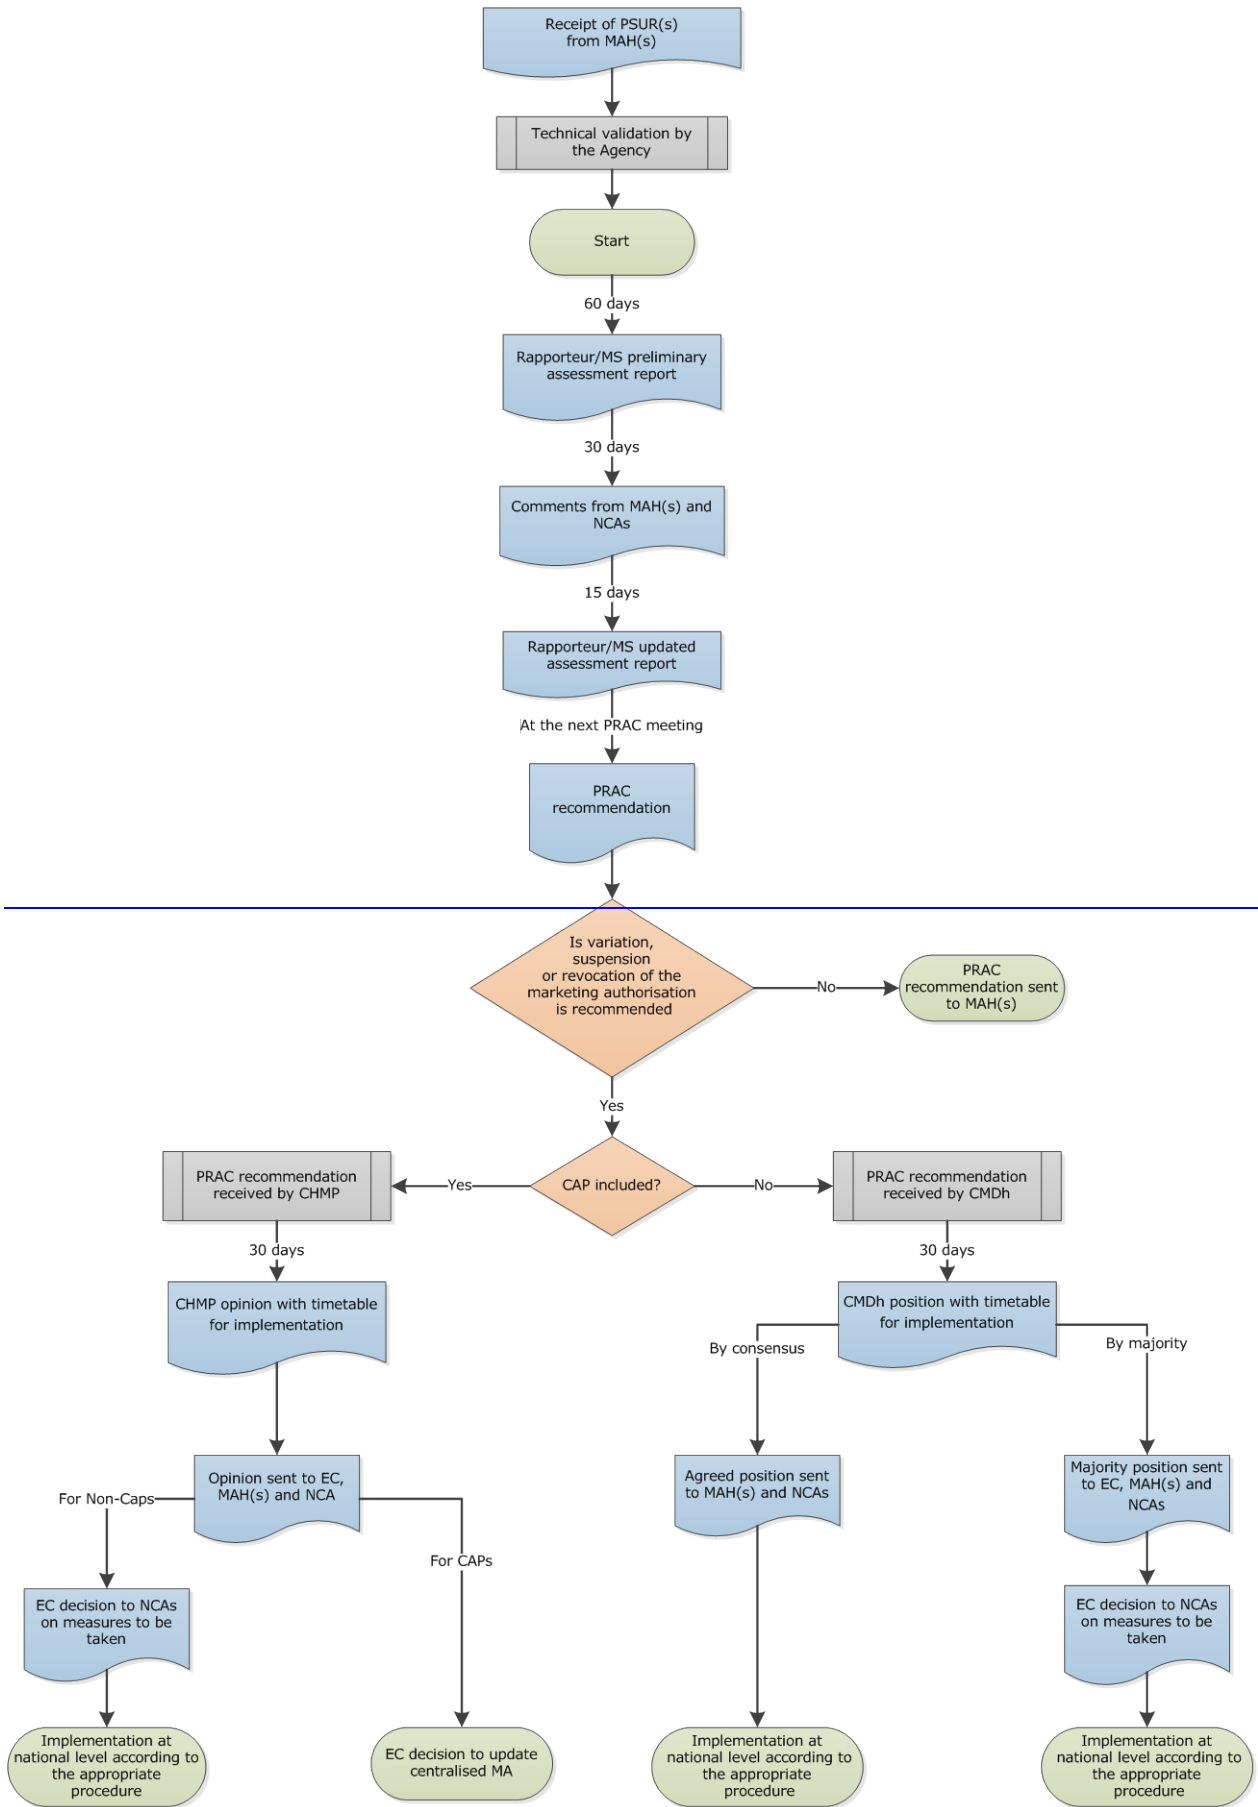 Receipt of PSUR(s)
from MAH(s)
Technical validation by
the Agency
Start
60 days
Rapporteur/MS preliminary
assessment report
30 days
Comments from MAH(s) and
NCAs
15 days
Rapporteur/MS updated
assessment report
At the next PRAC meeting
PRAC
recommendation
Is variation,
suspension
or revocation of the
marketing authorisation
is recommended
No
PRAC
recommendation sent
to MAH(s)
Yes
CAP included?
Yes
PRAC recommendation
received by CHMP
No
PRAC recommendation
received by CMDh
30 days
CHMP opinion with timetable
for implementation
30 days
CMDh position with timetable
for implementation
By consensus
By majority
Opinion sent to EC,
MAH(s) and NCA
For Non-Caps
For CAPs
Agreed position sent
to MAH(s) and NCAs
Majority position sent
to EC, MAH(s) and
NCAs
EC decision to NCAs
on measures to be
taken
EC decision to NCAs
on measures to be
taken
Implementation at
national level according to
the appropriate
procedure
EC decision to update
centralised MA
Implementation at
national level according to
the appropriate
procedure
Implementation at
national level according to
the appropriate
procedure